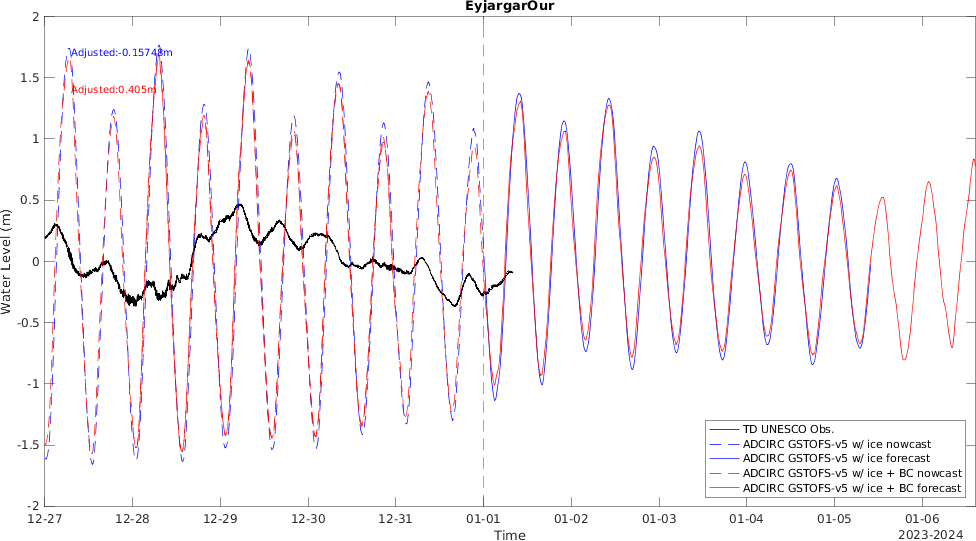 EyjargarOur
2
1.5
1
0.5
0
-0.5
-1
-1.5
-2
Water Level (m)
Adjusted:-0.15748m
Adjusted:0.405m
TD UNESCO Obs.
ADCIRC GSTOFS-v5 w/ ice nowcast
ADCIRC GSTOFS-v5 w/ ice forecast
ADCIRC GSTOFS-v5 w/ ice + BC nowcast
ADCIRC GSTOFS-v5 w/ ice + BC forecast
12-27 12-28 12-29 12-30 12-31 01-01 01-02 01-03 01-04 01-05 01-06
Time
2023-2024